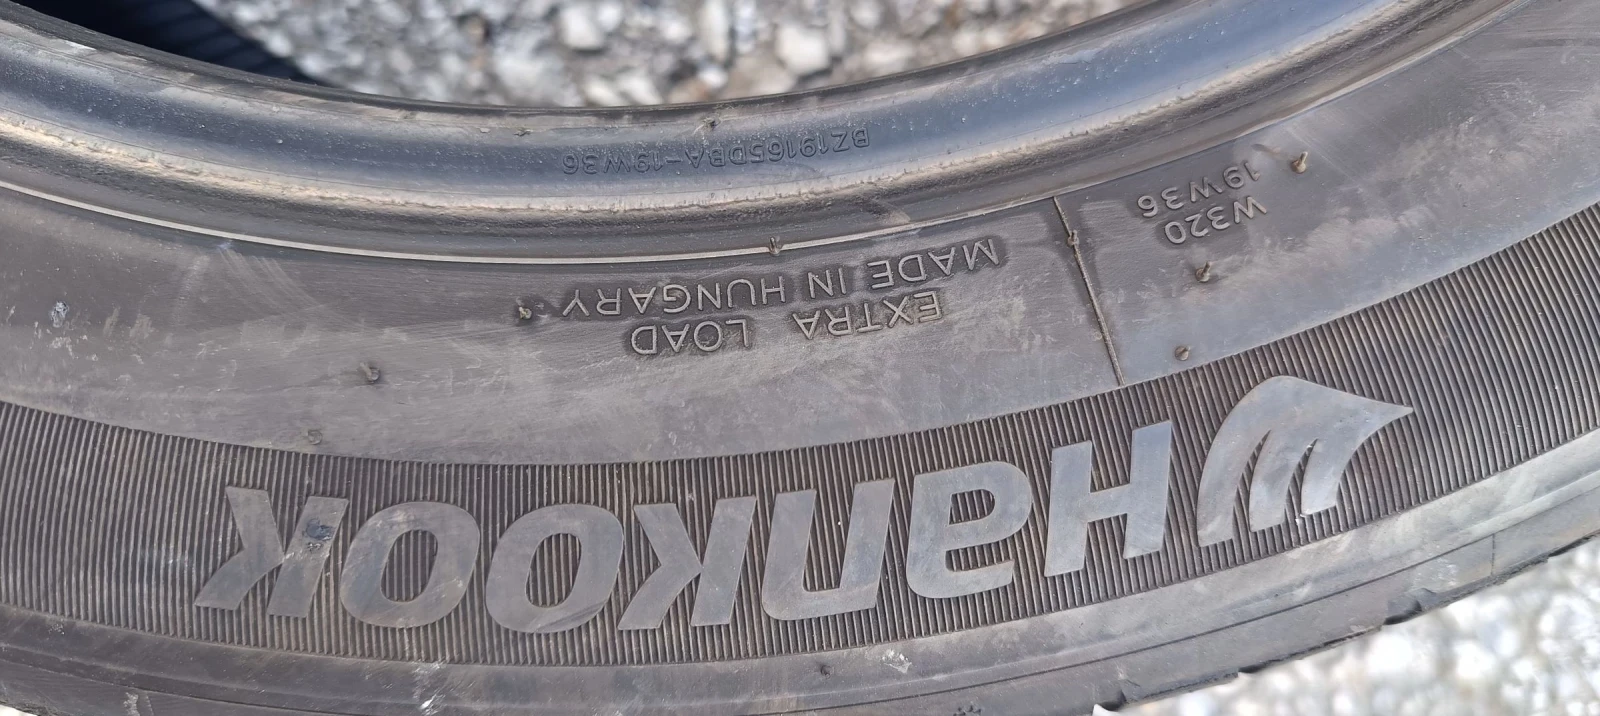 Hankook
EXTRA LOAD
MADE IN HUNGARY
W320
19W36
BZ19165DBA-19W36